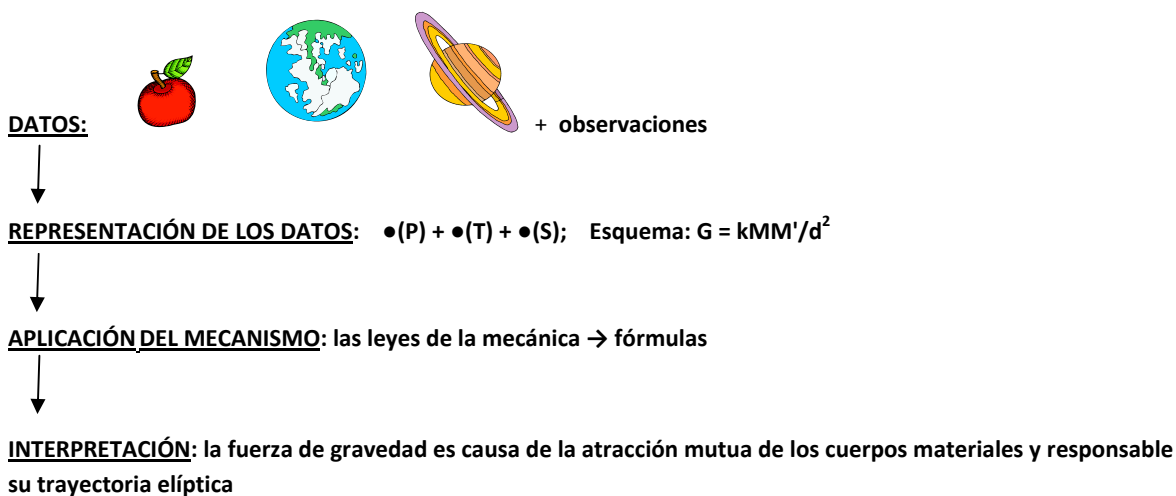 DATOS: + observaciones
REPRESENTACIÓN DE LOS DATOS: ●(P) + ●(T) + ●(S); Esquema: G = kMM'/d²
APLICACIÓN DEL MECANISMO: las leyes de la mecánica → fórmulas
INTERPRETACIÓN: la fuerza de gravedad es causa de la atracción mutua de los cuerpos materiales y responsable
su trayectoria elíptica